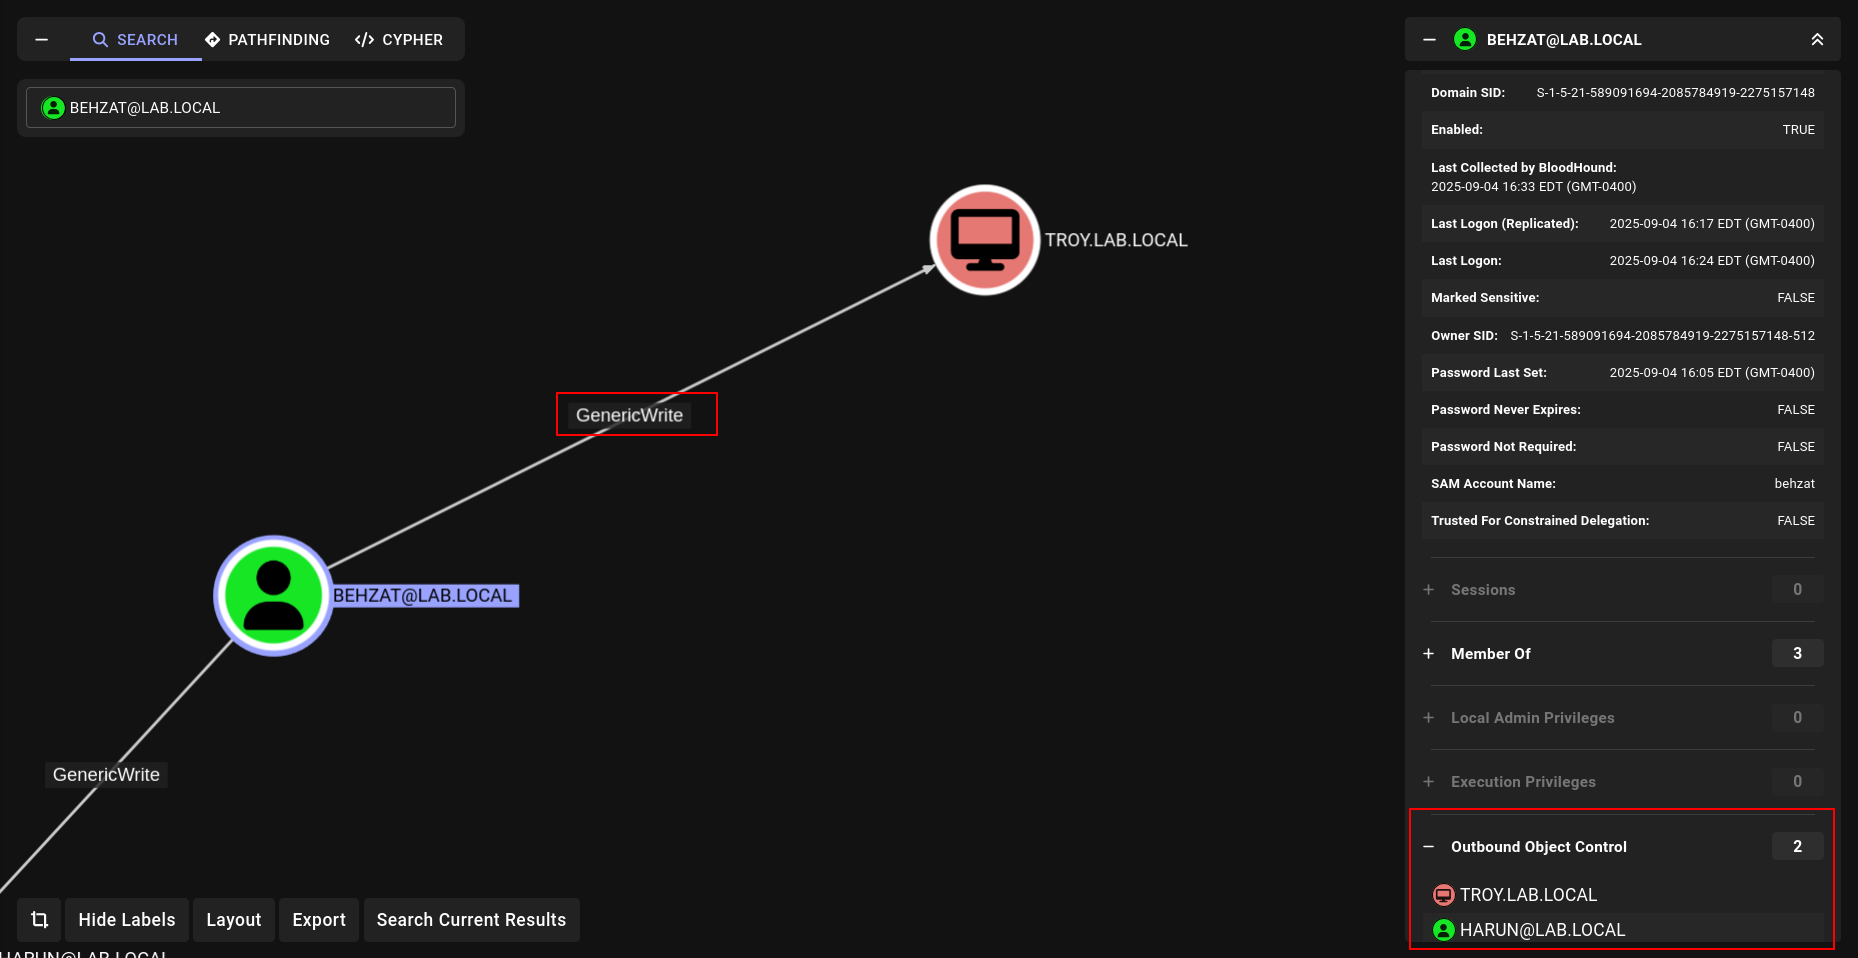 SEARCH PATHFINDING </> CYPHER
BEHZAT@LAB.LOCAL
TROY.LAB.LOCAL
GenericWrite
BEHZAT@LAB.LOCAL
GenericWrite
Hide Labels Layout Export Search Current Results
HARUN@LAB.LOCAL
BEHZAT@LAB.LOCAL
Domain SID: S-1-5-21-589091694-2085784919-2275157148
Enabled: TRUE
Last Collected by BloodHound:
2025-09-04 16:33 EDT (GMT-0400)
Last Logon (Replicated): 2025-09-04 16:17 EDT (GMT-0400)
Last Logon: 2025-09-04 16:24 EDT (GMT-0400)
Marked Sensitive: FALSE
Owner SID: S-1-5-21-589091694-2085784919-2275157148-512
Password Last Set: 2025-09-04 16:05 EDT (GMT-0400)
Password Never Expires: FALSE
Password Not Required: FALSE
SAM Account Name: behzat
Trusted For Constrained Delegation: FALSE
Sessions 0
Member Of 3
Local Admin Privileges 0
Execution Privileges 0
Outbound Object Control 2
TROY.LAB.LOCAL
HARUN@LAB.LOCAL